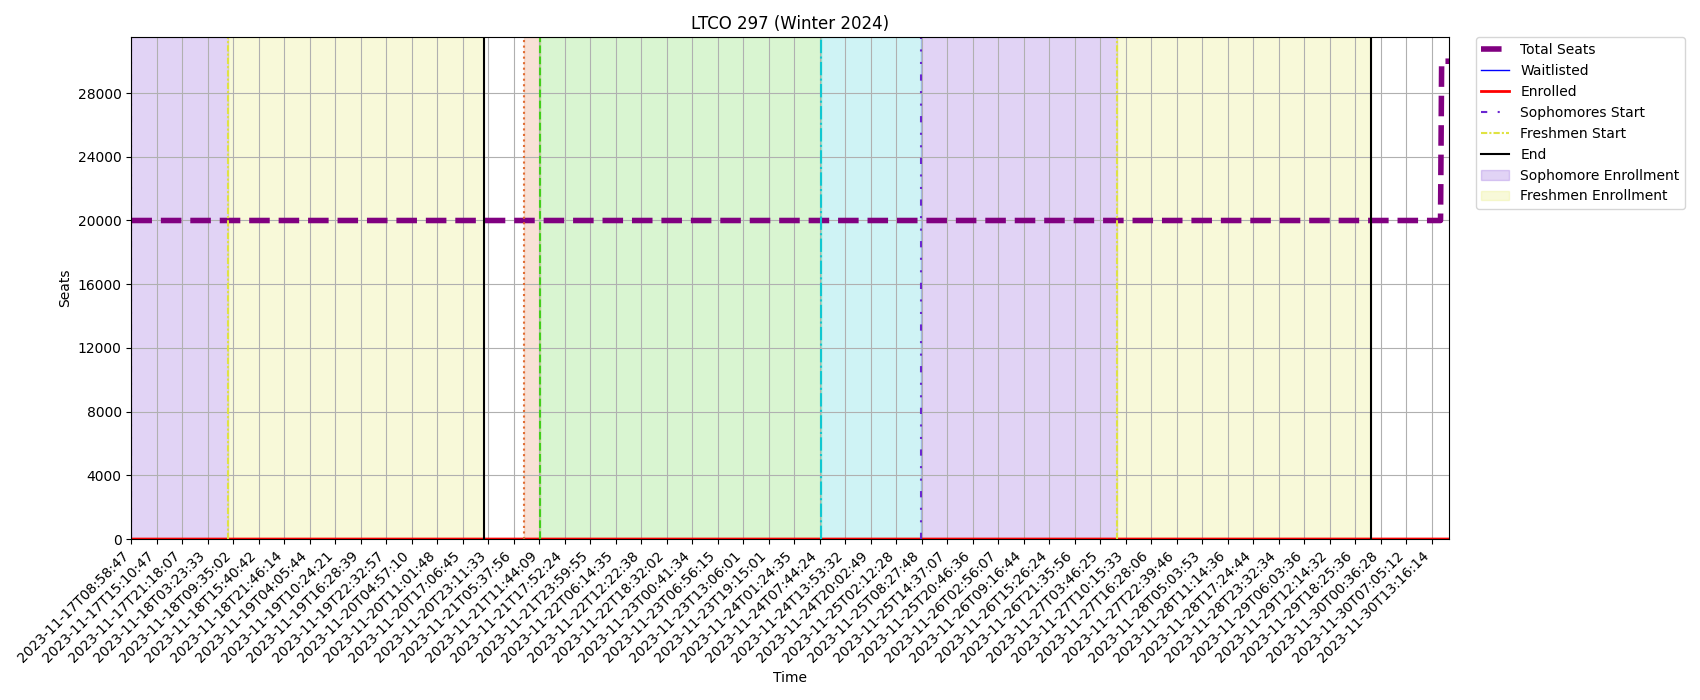 LTCO 297 (Winter 2024)
Total Seats
Waitlisted
Enrolled
Sophomores Start
Freshmen Start
End
Sophomore Enrollment
Freshmen Enrollment
28000
24000
20000
16000
12000
8000
4000
0
Seats
2023-11-17T08:58:47
2023-11-17T15:10:47
2023-11-17T21:18:07
2023-11-18T03:23:33
2023-11-18T09:35:02
2023-11-18T15:40:42
2023-11-18T21:46:14
2023-11-19T04:05:44
2023-11-19T10:24:21
2023-11-19T16:28:39
2023-11-19T22:32:57
2023-11-20T04:57:10
2023-11-20T11:01:48
2023-11-20T17:06:45
2023-11-20T23:11:33
2023-11-21T05:37:56
2023-11-21T11:44:09
2023-11-21T17:52:24
2023-11-21T23:59:55
2023-11-22T06:14:35
2023-11-22T12:22:38
2023-11-22T18:32:02
2023-11-23T00:41:34
2023-11-23T06:56:15
2023-11-23T13:06:01
2023-11-23T19:15:01
2023-11-24T01:24:35
2023-11-24T07:44:24
2023-11-24T13:53:32
2023-11-24T20:02:49
2023-11-25T02:12:28
2023-11-25T08:27:48
2023-11-25T14:37:07
2023-11-25T20:46:36
2023-11-26T02:56:07
2023-11-26T09:16:44
2023-11-26T15:26:24
2023-11-26T21:35:56
2023-11-27T03:46:25
2023-11-27T10:15:33
2023-11-27T16:28:06
2023-11-27T22:39:46
2023-11-28T05:03:53
2023-11-28T11:14:36
2023-11-28T17:24:44
2023-11-28T23:32:34
2023-11-29T06:03:36
2023-11-29T12:14:32
2023-11-29T18:25:36
2023-11-30T00:36:28
2023-11-30T07:05:12
2023-11-30T13:16:14
Time